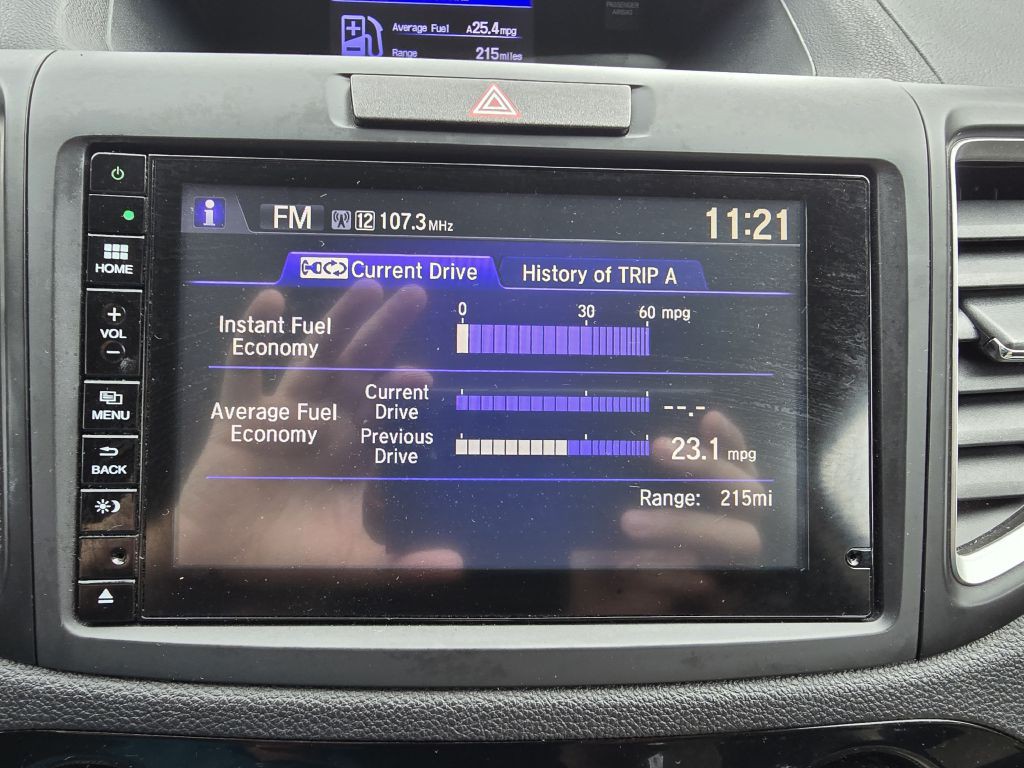 PASSENGER
AIRBAG
Average Fuel A25.4mpg
Range 215miles
i FM 12 107.3MHz 11:21
Current Drive History of TRIP A
HOME
0 30 60 mpg
+
VOL
−
Instant Fuel
Economy
MENU
Average Fuel
Economy
Current
Drive --.-
Previous
Drive 23.1 mpg
BACK
Range: 215mi